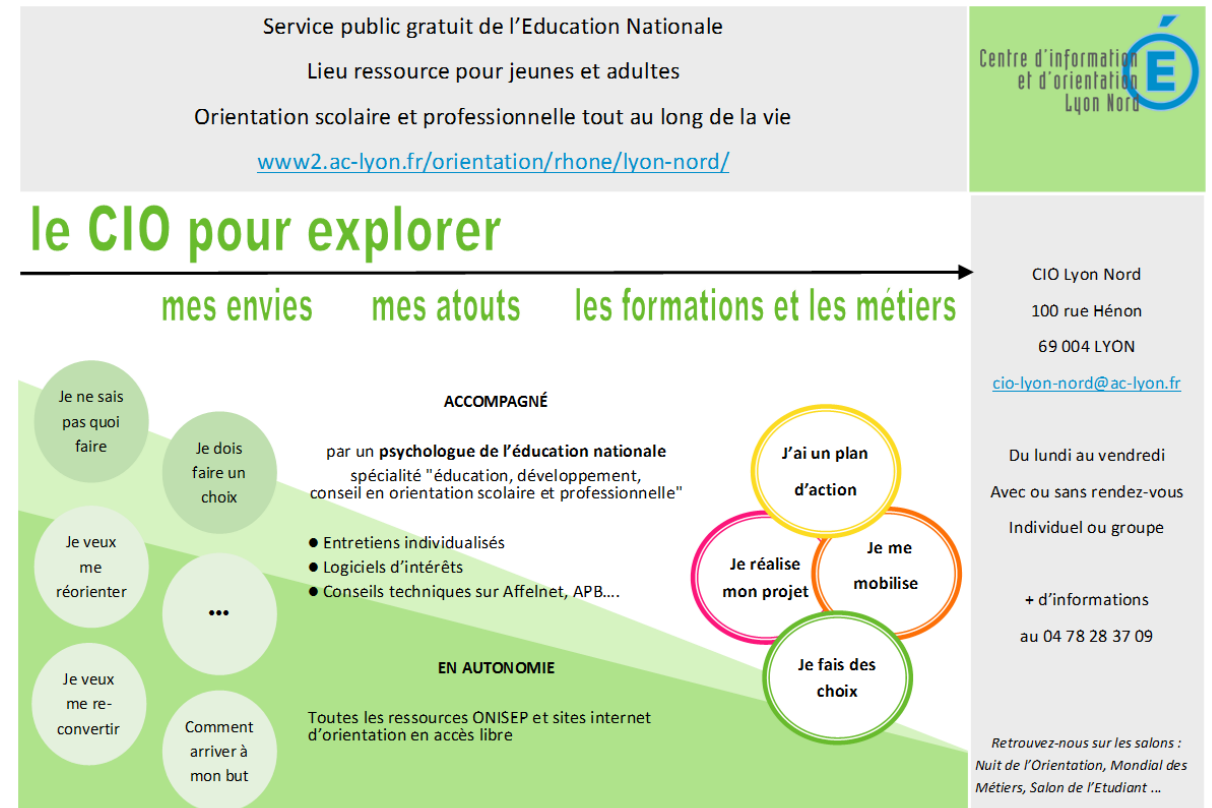 Service public gratuit de l’Education Nationale
Lieu ressource pour jeunes et adultes
Orientation scolaire et professionnelle tout au long de la vie
www2.ac-lyon.fr/orientation/rhone/lyon-nord/
Centre d'information
et d'orientation
Lyon Nord
É
le CIO pour explorer
mes envies mes atouts les formations et les métiers
Je ne sais
pas quoi
faire
Je dois
faire un
choix
Je veux
me
réorienter
•••
Je veux
me re-
convertir
Comment
arriver à
mon but
ACCOMPAGNÉ
par un psychologue de l’éducation nationale
spécialité "éducation, développement,
conseil en orientation scolaire et professionnelle"
● Entretiens individualisés
● Logiciels d’intérêts
● Conseils techniques sur Affelnet, APB….
EN AUTONOMIE
Toutes les ressources ONISEP et sites internet
d’orientation en accès libre
J’ai un plan
d’action
Je réalise
mon projet
Je me
mobilise
Je fais des
choix
CIO Lyon Nord
100 rue Hénon
69 004 LYON
cio-lyon-nord@ac-lyon.fr
Du lundi au vendredi
Avec ou sans rendez-vous
Individuel ou groupe
+ d’informations
au 04 78 28 37 09
Retrouvez-nous sur les salons :
Nuit de l’Orientation, Mondial des
Métiers, Salon de l’Etudiant ...